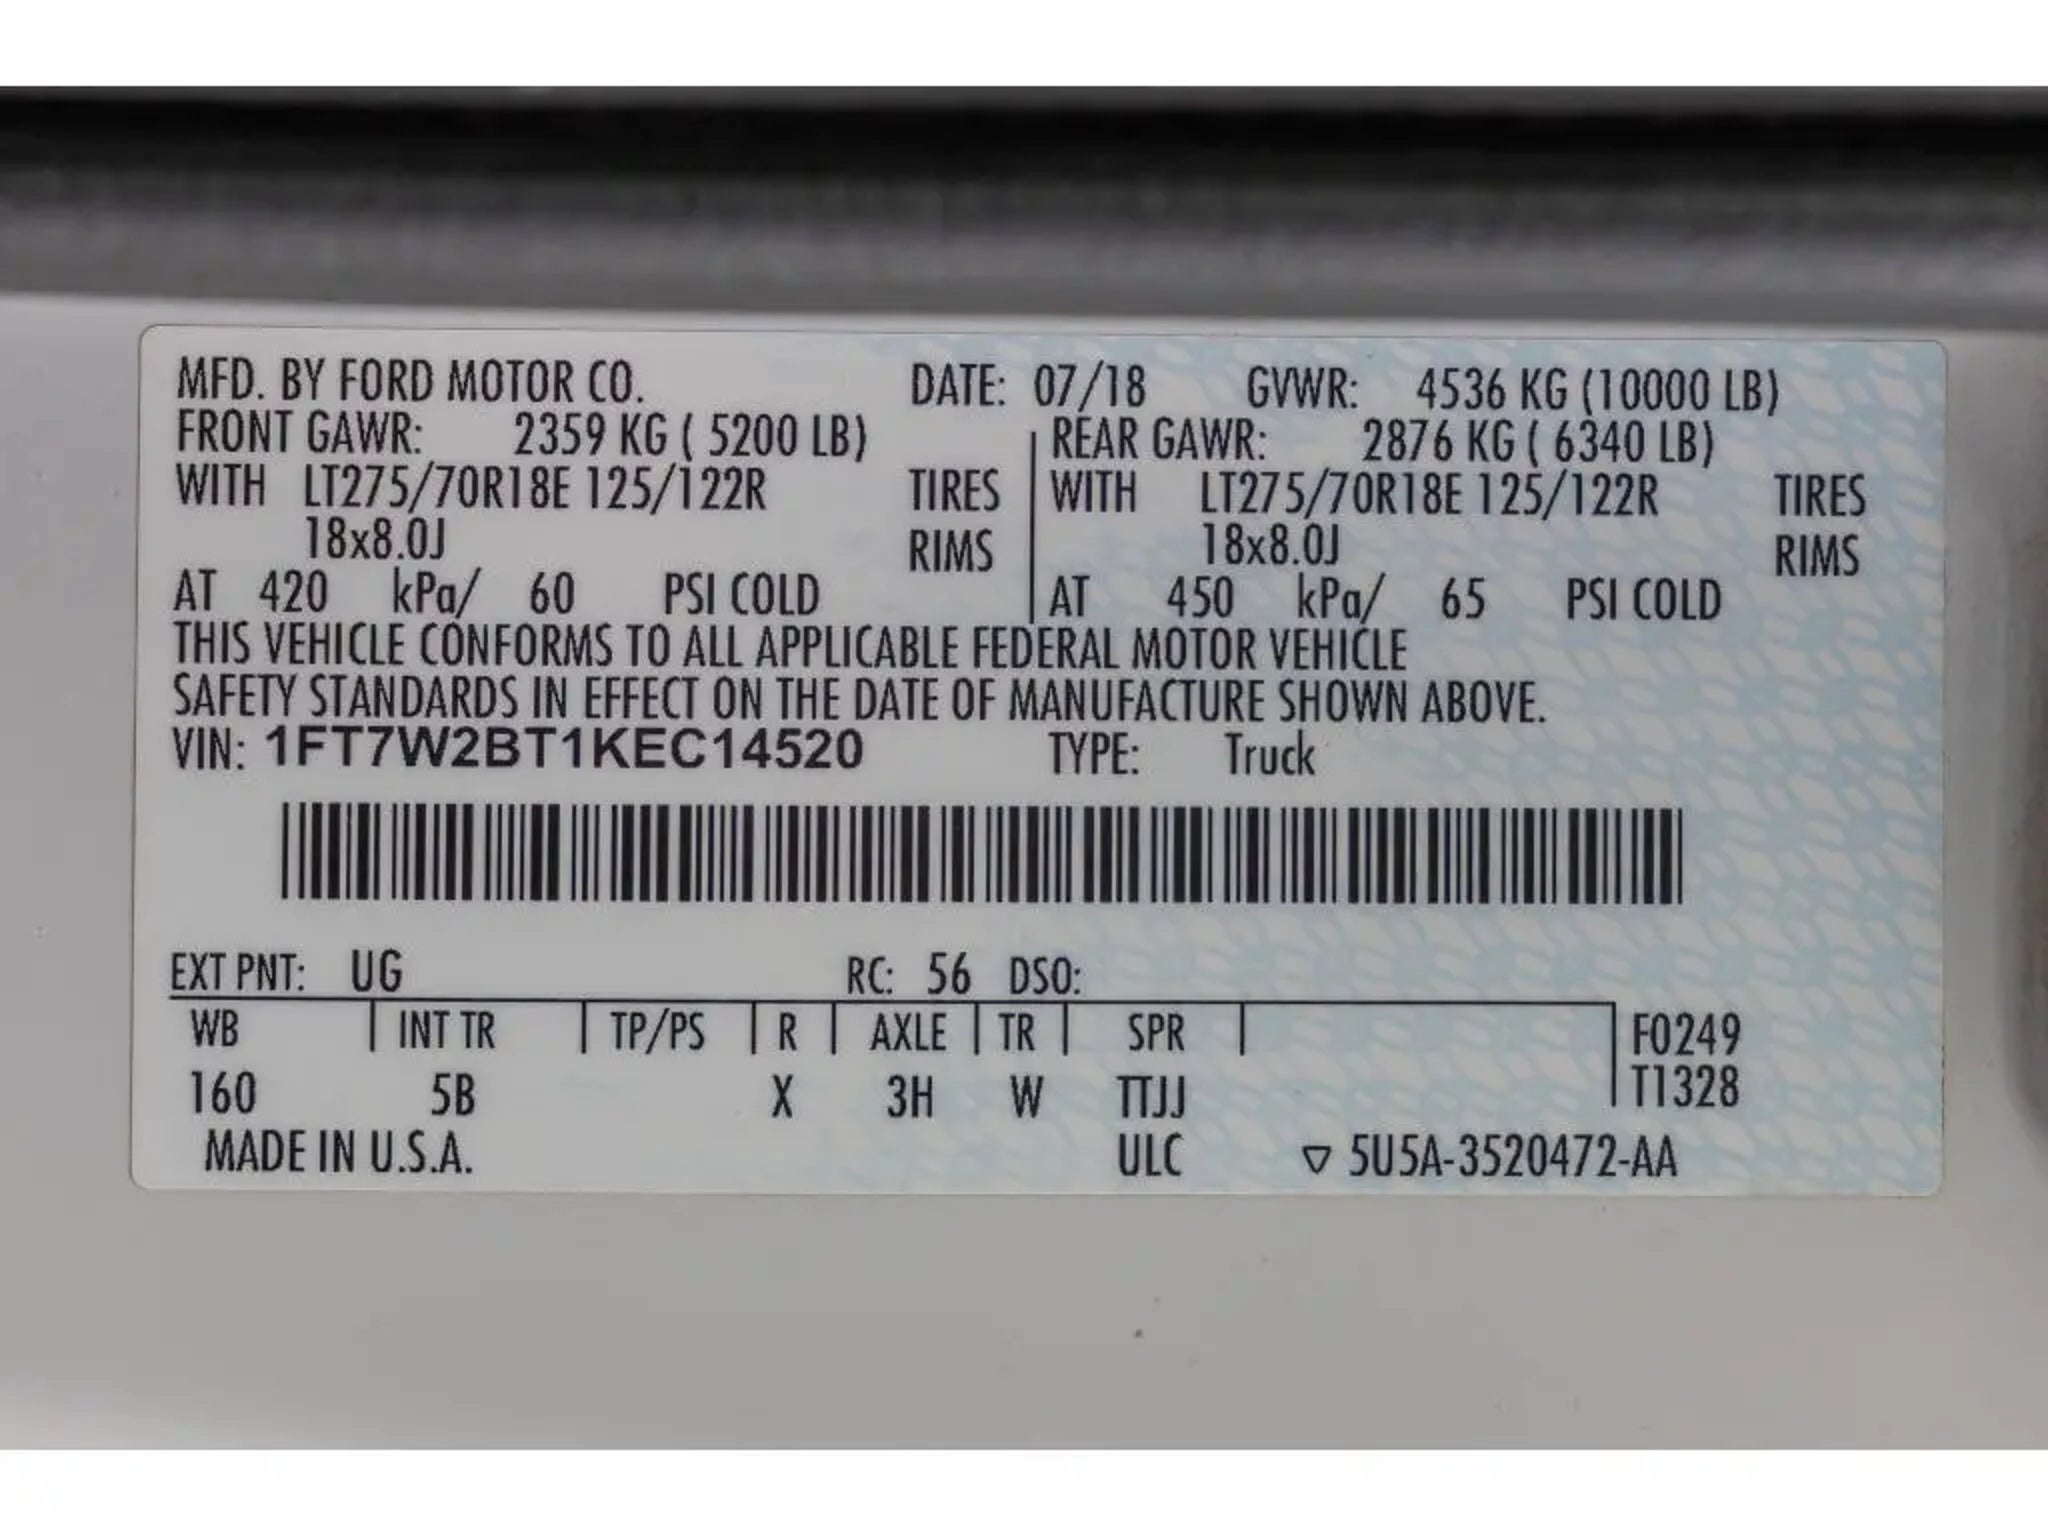 MFD. BY FORD MOTOR CO. DATE: 07/18 GVWR: 4536 KG (10000 LB)
FRONT GAWR: 2359 KG ( 5200 LB) REAR GAWR: 2876 KG ( 6340 LB)
WITH LT275/70R18E 125/122R TIRES WITH LT275/70R18E 125/122R TIRES
18x8.0J RIMS 18x8.0J RIMS
AT 420 kPa/ 60 PSI COLD AT 450 kPa/ 65 PSI COLD
THIS VEHICLE CONFORMS TO ALL APPLICABLE FEDERAL MOTOR VEHICLE
SAFETY STANDARDS IN EFFECT ON THE DATE OF MANUFACTURE SHOWN ABOVE.
VIN: 1FT7W2BT1KEC14520 TYPE: Truck
EXT PNT: UG RC: 56 DSO:
WB INT TR TP/PS R AXLE TR SPR F0249
160 5B X 3H W TTJJ T1328
MADE IN U.S.A. ULC ▽ 5U5A-3520472-AA